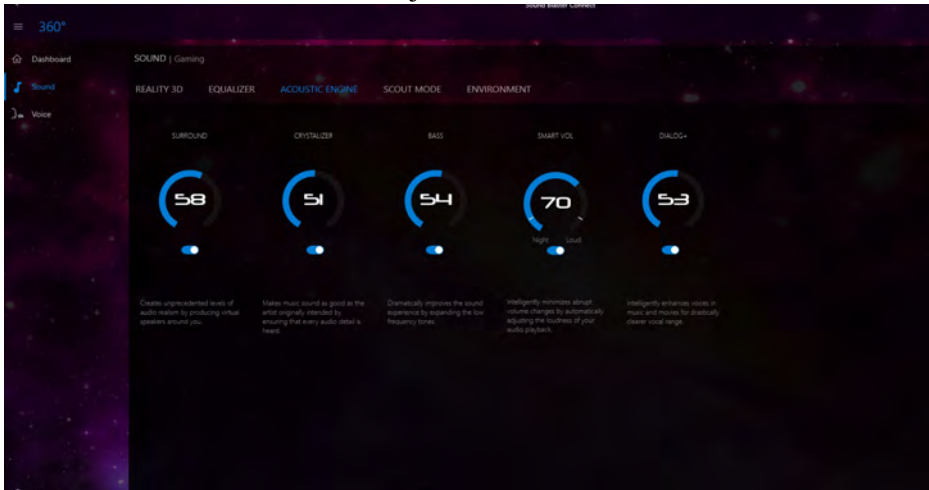 Sound Blaster Connect
360°
Dashboard
Sound
Voice
SOUND | Gaming
REALITY 3D EQUALIZER ACOUSTIC ENGINE SCOUT MODE ENVIRONMENT
SURROUND CRYSTALIZER BASS SMART VOL DIALOG+
58 51 54 70 53
Night Loud
Creates unprecedented levels of
audio realism by producing virtual
speakers around you.
Makes music sound as good as the
artist originally intended by
ensuring that every audio detail is
heard.
Dramatically improves the sound
experience by expanding the low
frequency tones.
Intelligently minimizes abrupt
volume changes by automatically
adjusting the loudness of your
audio playback.
Intelligently enhances voices in
music and movies for drastically
clearer vocal range.